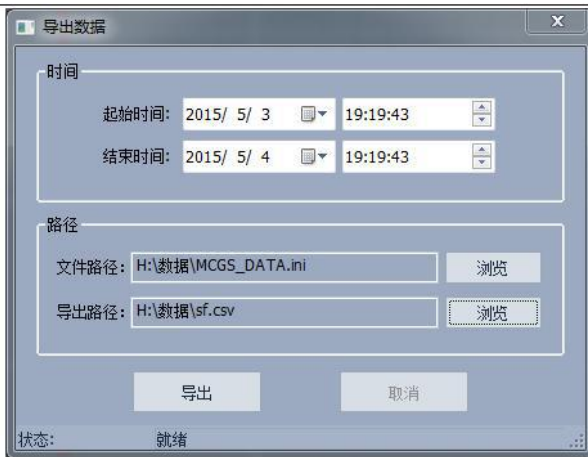 导出数据
时间
起始时间: 2015/ 5/ 3 19:19:43
结束时间: 2015/ 5/ 4 19:19:43
路径
文件路径: H:\数据\MCGS_DATA.ini 浏览
导出路径: H:\数据\sf.csv 浏览
导出 取消
状态: 就绪